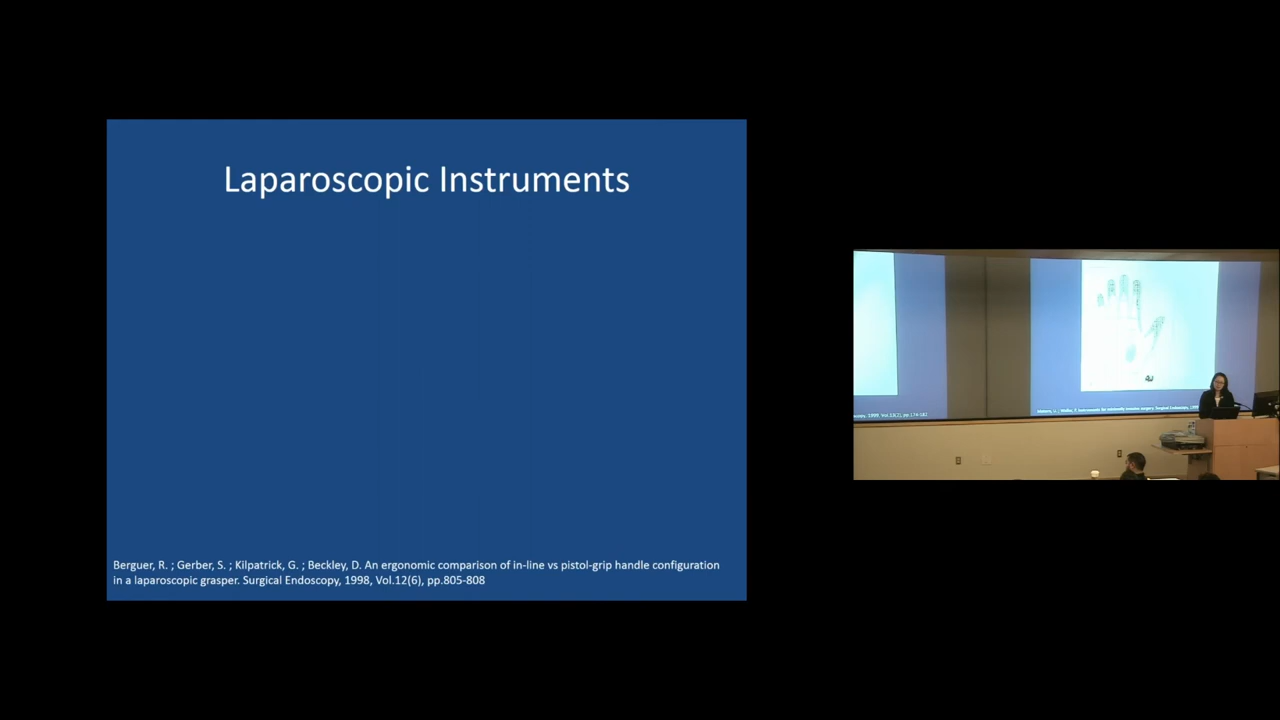 Laparoscopic Instruments
Berguer, R. ; Gerber, S. ; Kilpatrick, G. ; Beckley, D. An ergonomic comparison of in-line vs pistol-grip handle configuration
in a laparoscopic grasper. Surgical Endoscopy, 1998, Vol.12(6), pp.805-808